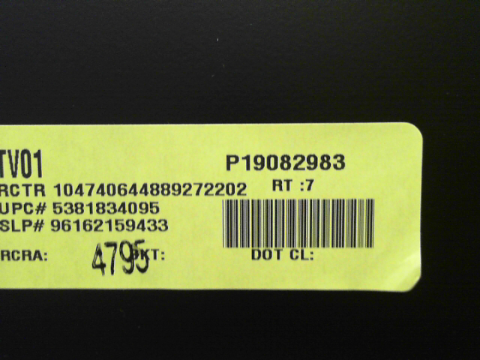 TV01 P19082983
RCTR 104740644889272202 RT :7
UPC# 5381834095
SLP# 96162159433
RCRA: 4795 PKT: DOT CL: